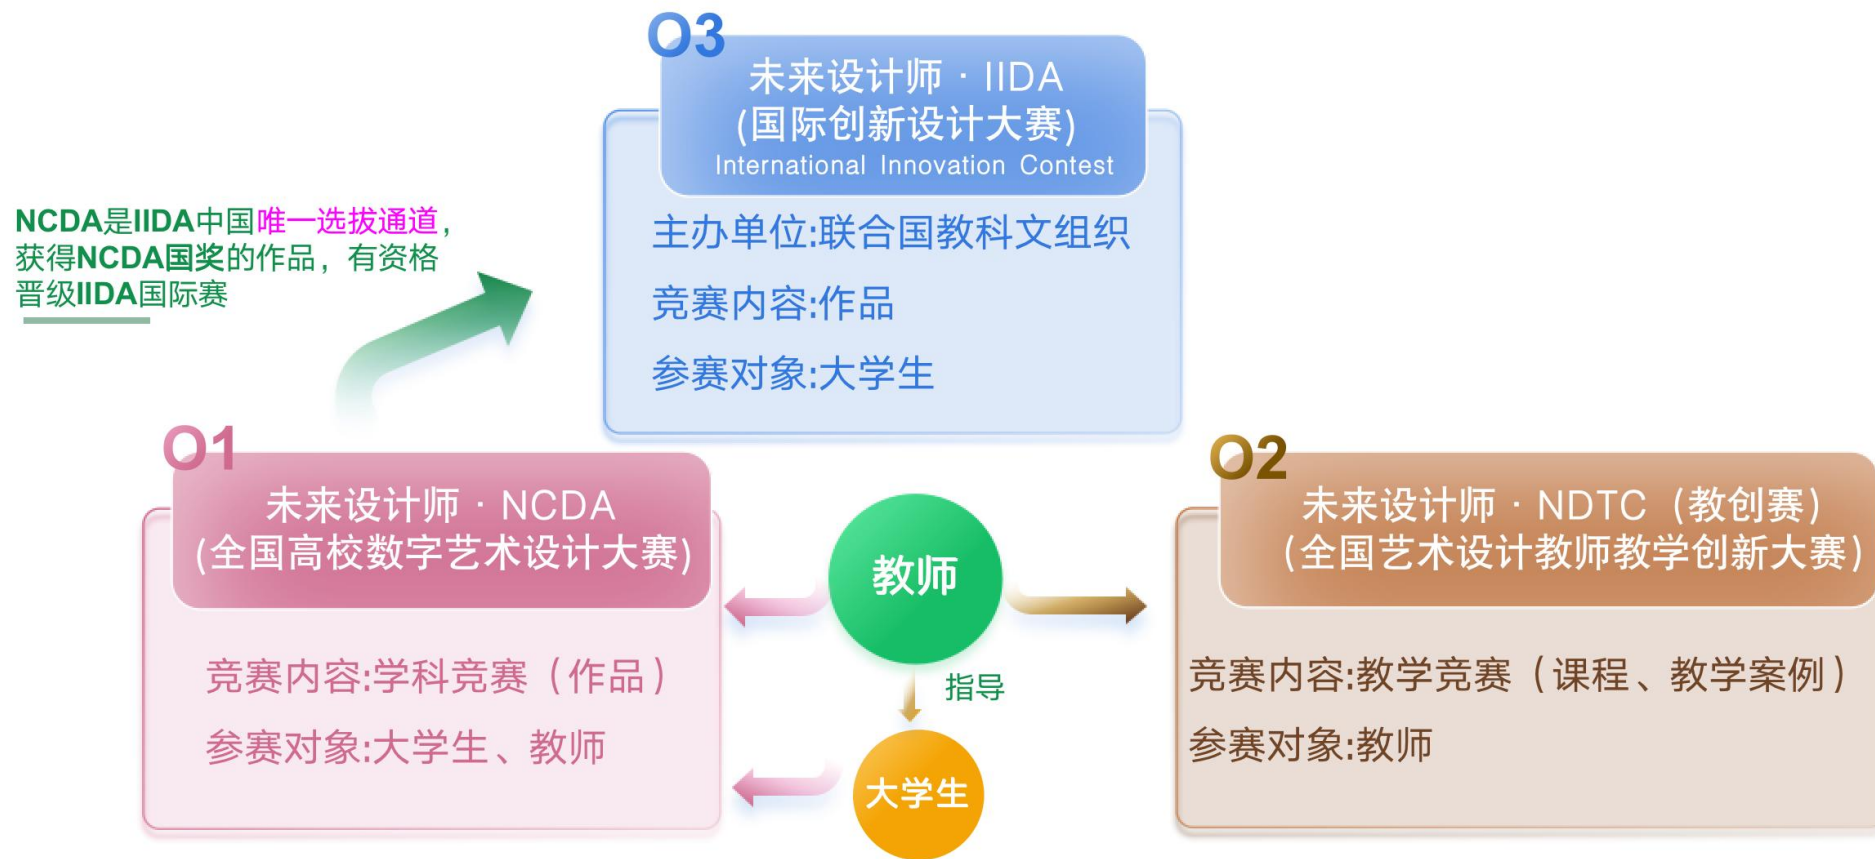 O3
未来设计师 · IIDA
(国际创新设计大赛)
International Innovation Contest
主办单位:联合国教科文组织
竞赛内容:作品
参赛对象:大学生
NCDA是IIDA中国唯一选拔通道,
获得NCDA国奖的作品，有资格
晋级IIDA国际赛
O1
未来设计师 · NCDA
(全国高校数字艺术设计大赛)
竞赛内容:学科竞赛（作品）
参赛对象:大学生、教师
教师
指导
大学生
O2
未来设计师 · NDTC（教创赛）
(全国艺术设计教师教学创新大赛)
竞赛内容:教学竞赛（课程、教学案例）
参赛对象:教师